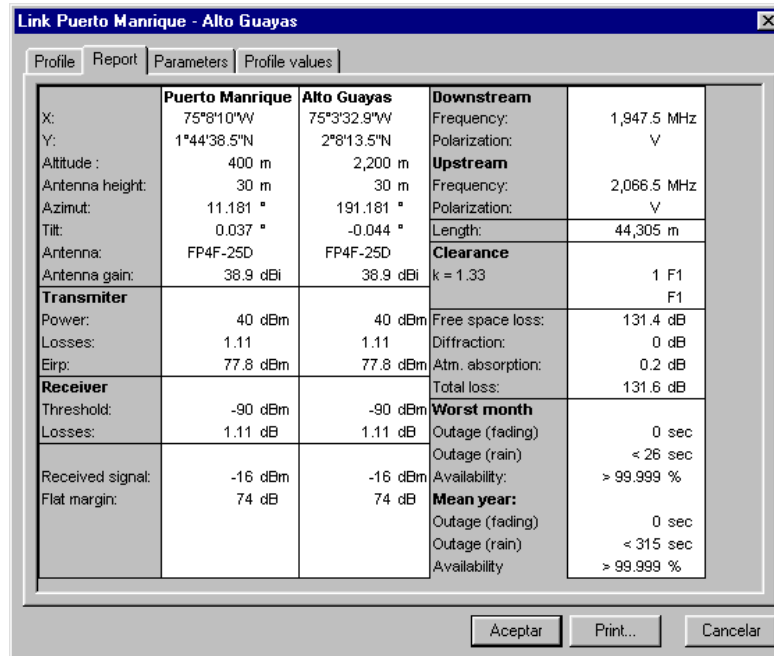 Link Puerto Manrique - Alto Guayas
Profile Report Parameters Profile values
Puerto Manrique Alto Guayas Downstream
X: 75°8'10"W 75°3'32.9"W Frequency: 1,947.5 MHz
Y: 1°44'38.5"N 2°8'13.5"N Polarization: V
Altitude : 400 m 2,200 m Upstream
Antenna height: 30 m 30 m Frequency: 2,066.5 MHz
Azimut: 11.181 ° 191.181 ° Polarization: V
Tilt: 0.037 ° -0.044 ° Length: 44,305 m
Antenna: FP4F-25D FP4F-25D Clearance
Antenna gain: 38.9 dBi 38.9 dBi k = 1.33 1 F1
Transmiter F1
Power: 40 dBm 40 dBm Free space loss: 131.4 dB
Losses: 1.11 1.11 Diffraction: 0 dB
Eirp: 77.8 dBm 77.8 dBm Atm. absorption: 0.2 dB
Receiver Total loss: 131.6 dB
Threshold: -90 dBm -90 dBm Worst month
Losses: 1.11 dB 1.11 dB Outage (fading) 0 sec
Outage (rain) < 26 sec
Received signal: -16 dBm -16 dBm Availability: > 99.999 %
Flat margin: 74 dB 74 dB Mean year:
Outage (fading) 0 sec
Outage (rain) < 315 sec
Availability > 99.999 %
Aceptar Print... Cancelar